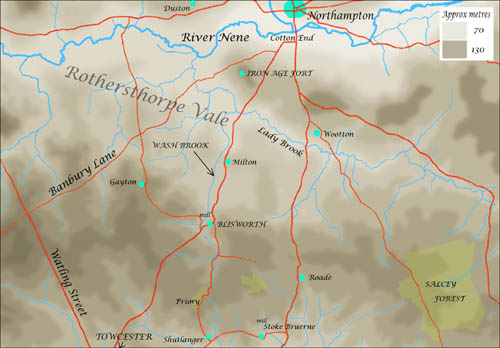 Duston
Northampton
Approx metres
70
130
River Nene
Cotton End
IRON AGE FORT
Rothersthorpe Vale
Lady Brook
Wootton
WASH BROOK
Banbury Lane
Milton
Gayton
mill
BLISWORTH
Watling Street
Roade
SALCEY
FOREST
Priory
mill
Stoke Bruerne
TOWCESTER
Shutlanger